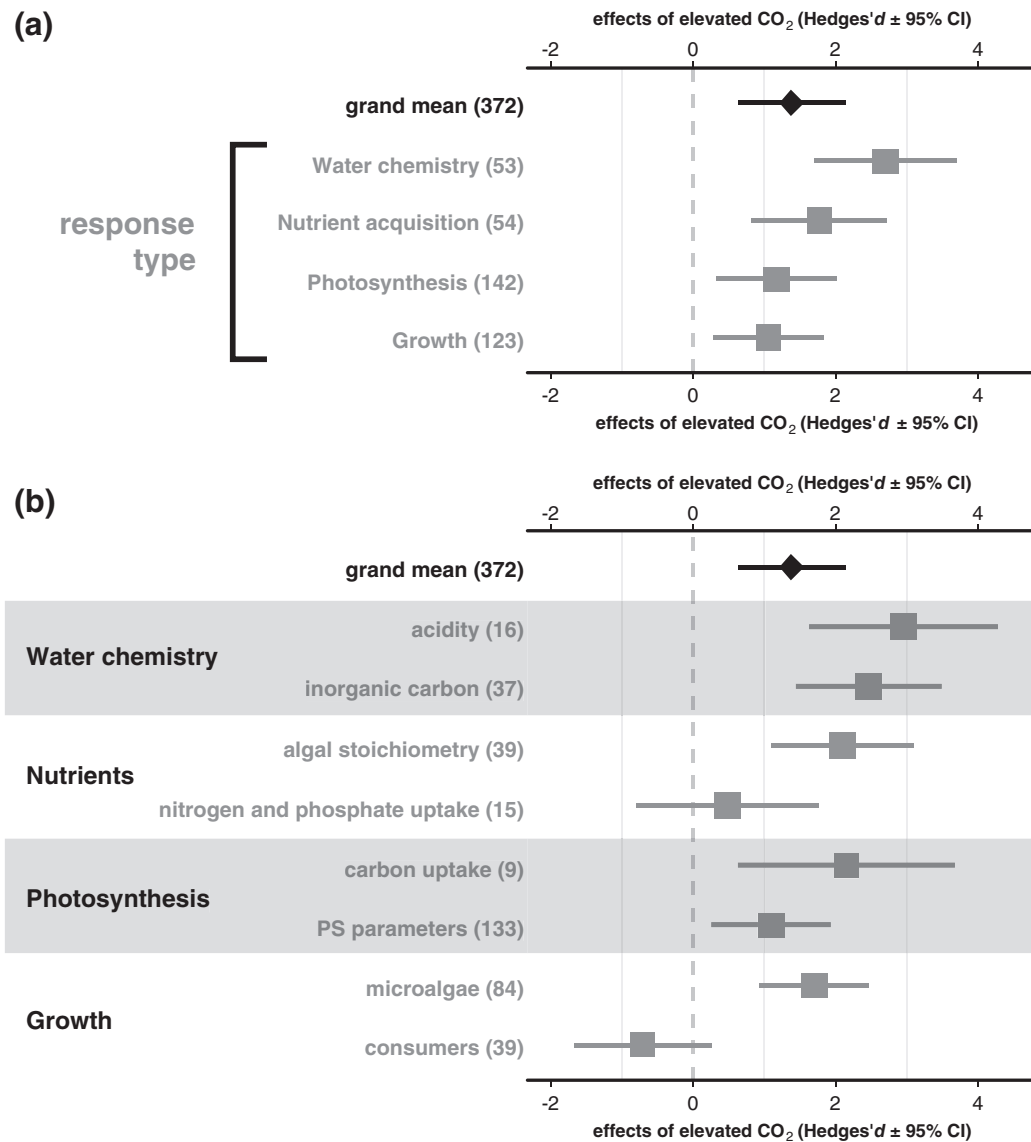 (a)
effects of elevated CO₂ (Hedges'd ± 95% CI)
-2 0 2 4
grand mean (372)
Water chemistry (53)
response
type
Nutrient acquisition (54)
Photosynthesis (142)
Growth (123)
-2 0 2 4
effects of elevated CO₂ (Hedges'd ± 95% CI)
(b)
effects of elevated CO₂ (Hedges'd ± 95% CI)
-2 0 2 4
grand mean (372)
Water chemistry
acidity (16)
inorganic carbon (37)
Nutrients
algal stoichiometry (39)
nitrogen and phosphate uptake (15)
Photosynthesis
carbon uptake (9)
PS parameters (133)
Growth
microalgae (84)
consumers (39)
-2 0 2 4
effects of elevated CO₂ (Hedges'd ± 95% CI)